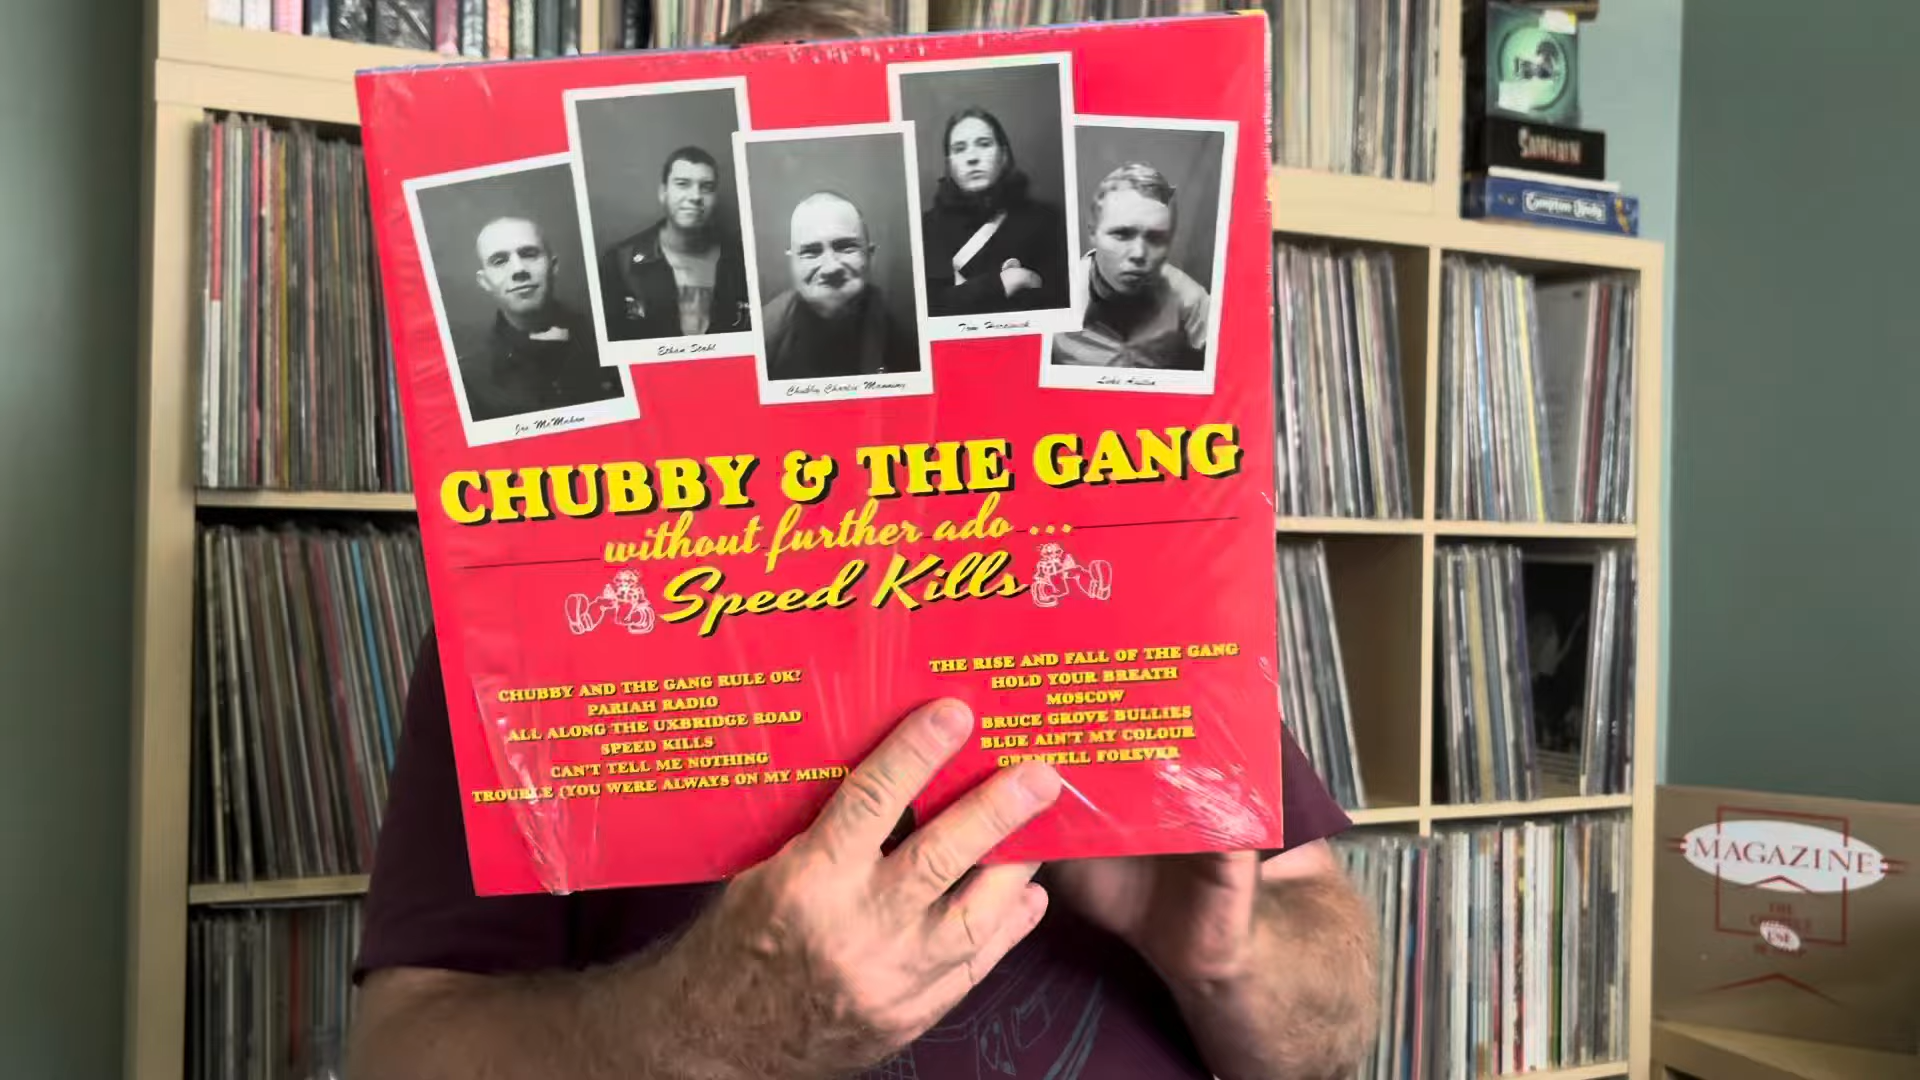 Joe McMahon
Ethan Stahl
Chubby Charlie Manning
Tom Hardwick
Luke Austin
CHUBBY & THE GANG
without further ado ...
Speed Kills
CHUBBY AND THE GANG RULE OK?
PARIAH RADIO
ALL ALONG THE UXBRIDGE ROAD
SPEED KILLS
CAN'T TELL ME NOTHING
TROUBLE (YOU WERE ALWAYS ON MY MIND)
THE RISE AND FALL OF THE GANG
HOLD YOUR BREATH
MOSCOW
BRUCE GROVE BULLIES
BLUE AIN'T MY COLOUR
GRENFELL FOREVER
SAMHAIN
MAGAZINE
THE